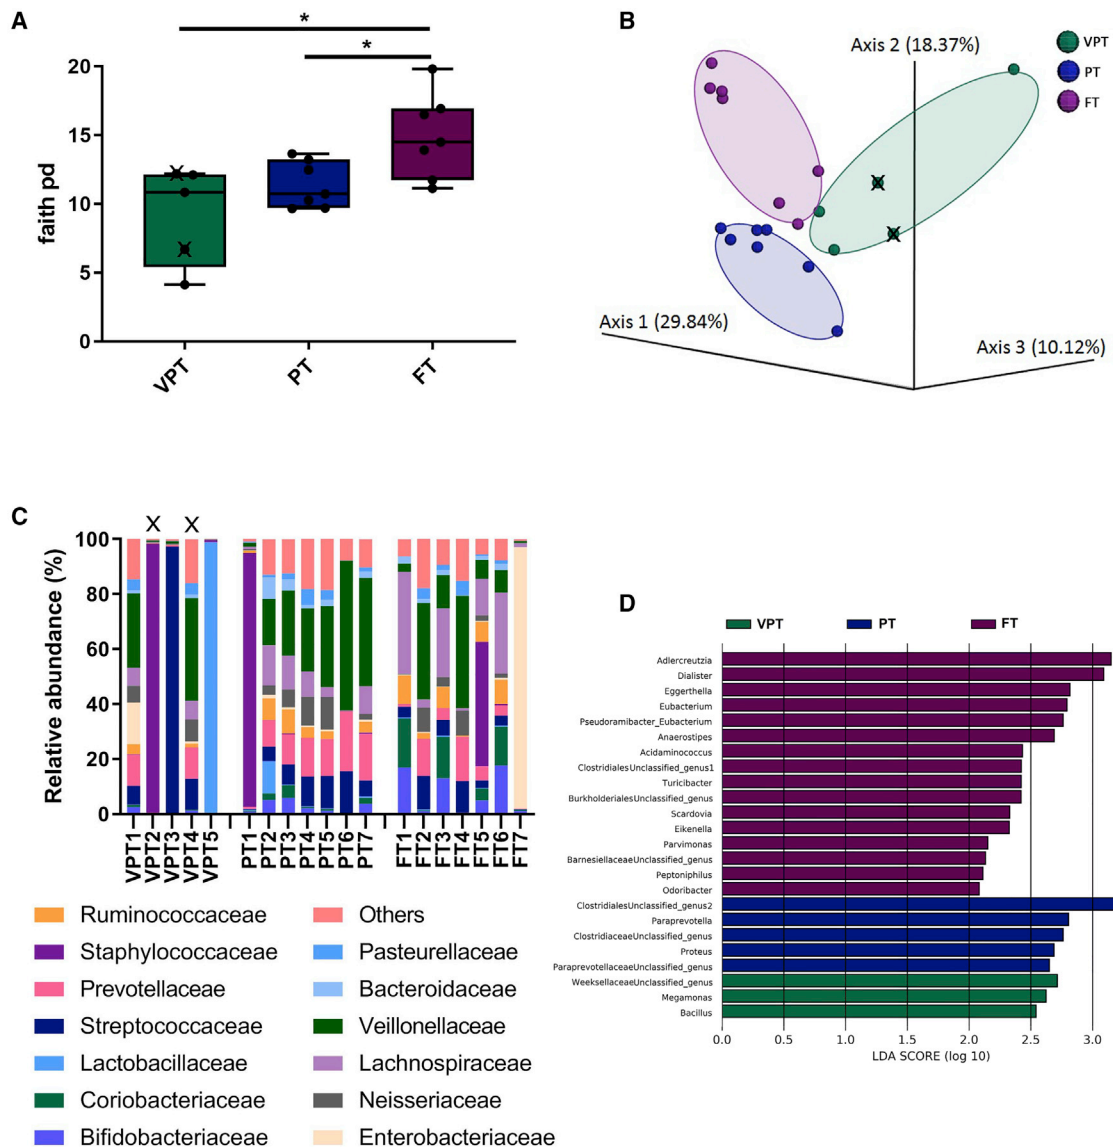 A
*
*
20
15
10
5
0
faith pd
VPT
PT
FT
B
Axis 2 (18.37%)
VPT
PT
FT
Axis 1 (29.84%)
Axis 3 (10.12%)
C
X X
100
80
60
40
20
0
Relative abundance (%)
VPT1 VPT2 VPT3 VPT4 VPT5 PT1 PT2 PT3 PT4 PT5 PT6 PT7 FT1 FT2 FT3 FT4 FT5 FT6 FT7
Ruminococcaceae Others
Staphylococcaceae Pasteurellaceae
Prevotellaceae Bacteroidaceae
Streptococcaceae Veillonellaceae
Lactobacillaceae Lachnospiraceae
Coriobacteriaceae Neisseriaceae
Bifidobacteriaceae Enterobacteriaceae
D
VPT PT FT
Adlercreutzia
Dialister
Eggerthella
Eubacterium
Pseudoramibacter_Eubacterium
Anaerostipes
Acidaminococcus
ClostridialesUnclassified_genus1
Turicibacter
BurkholderialesUnclassified_genus
Scardovia
Eikenella
Parvimonas
BarnesiellaceaeUnclassified_genus
Peptoniphilus
Odoribacter
ClostridialesUnclassified_genus2
Paraprevotella
ClostridiaceaeUnclassified_genus
Proteus
ParaprevotellaceaeUnclassified_genus
WeeksellaceaeUnclassified_genus
Megamonas
Bacillus
0.0 0.5 1.0 1.5 2.0 2.5 3.0
LDA SCORE (log 10)